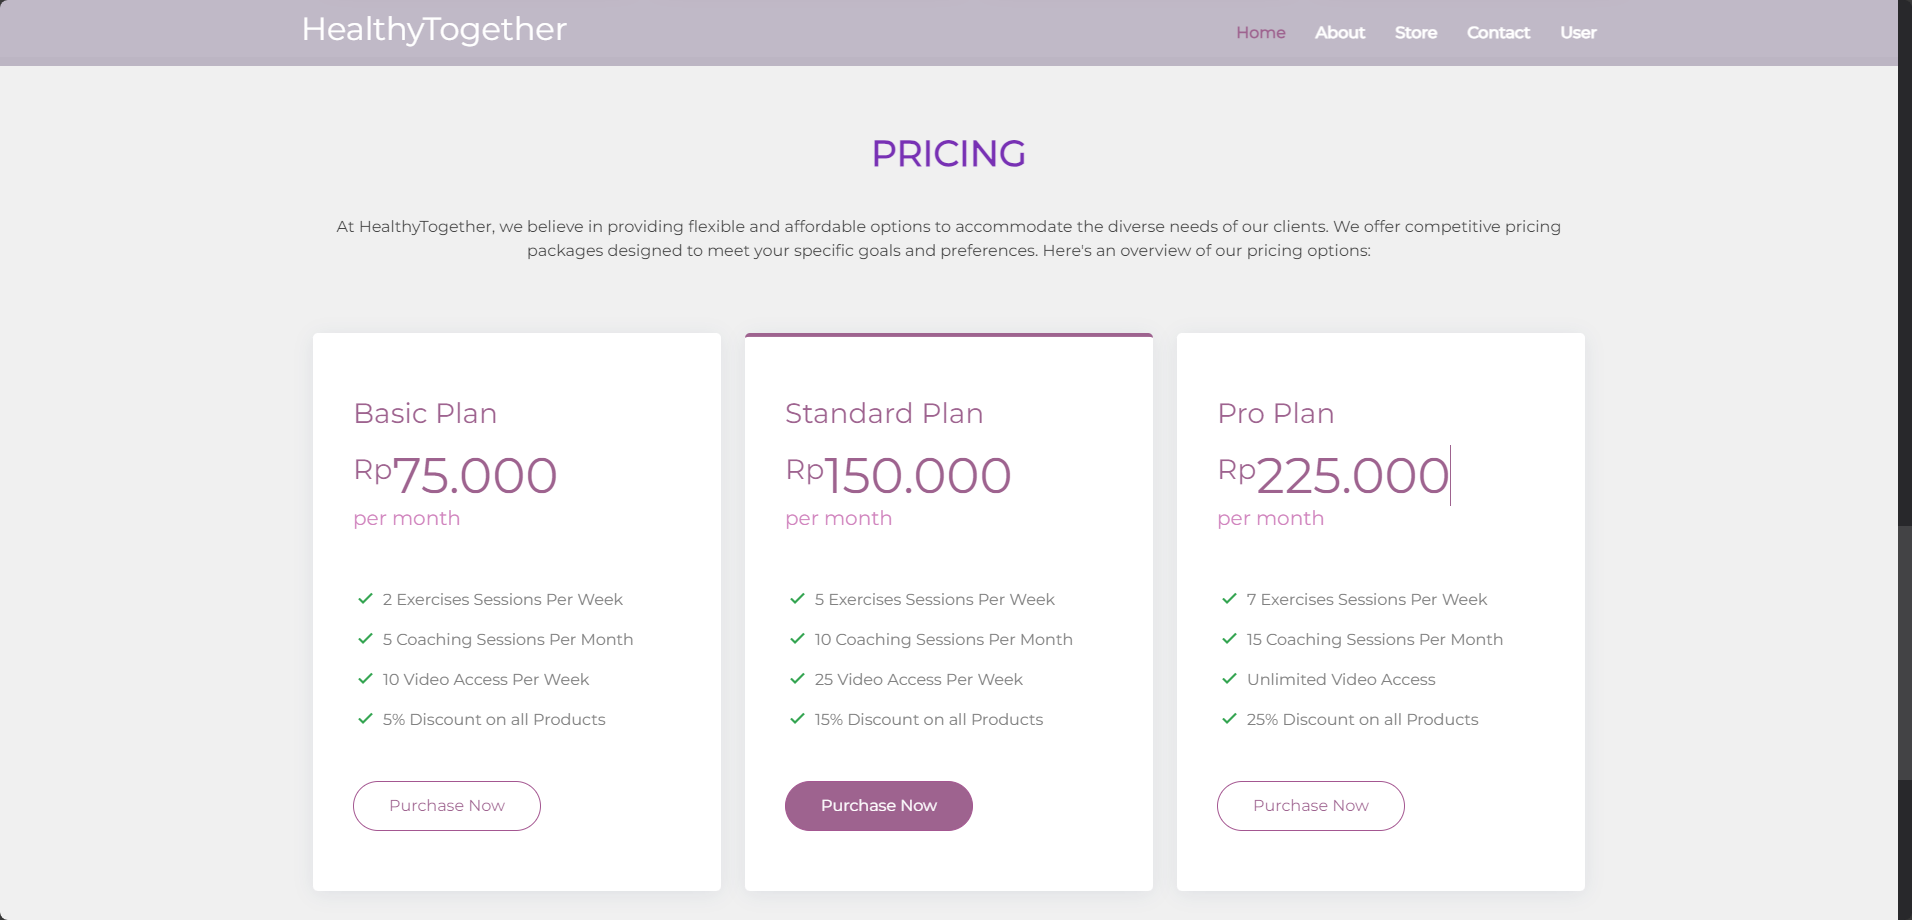 HealthyTogether
Home About Store Contact User
PRICING
At HealthyTogether, we believe in providing flexible and affordable options to accommodate the diverse needs of our clients. We offer competitive pricing
packages designed to meet your specific goals and preferences. Here's an overview of our pricing options:
Basic Plan
Rp75.000
per month
2 Exercises Sessions Per Week
5 Coaching Sessions Per Month
10 Video Access Per Week
5% Discount on all Products
Purchase Now
Standard Plan
Rp150.000
per month
5 Exercises Sessions Per Week
10 Coaching Sessions Per Month
25 Video Access Per Week
15% Discount on all Products
Purchase Now
Pro Plan
Rp225.000
per month
7 Exercises Sessions Per Week
15 Coaching Sessions Per Month
Unlimited Video Access
25% Discount on all Products
Purchase Now